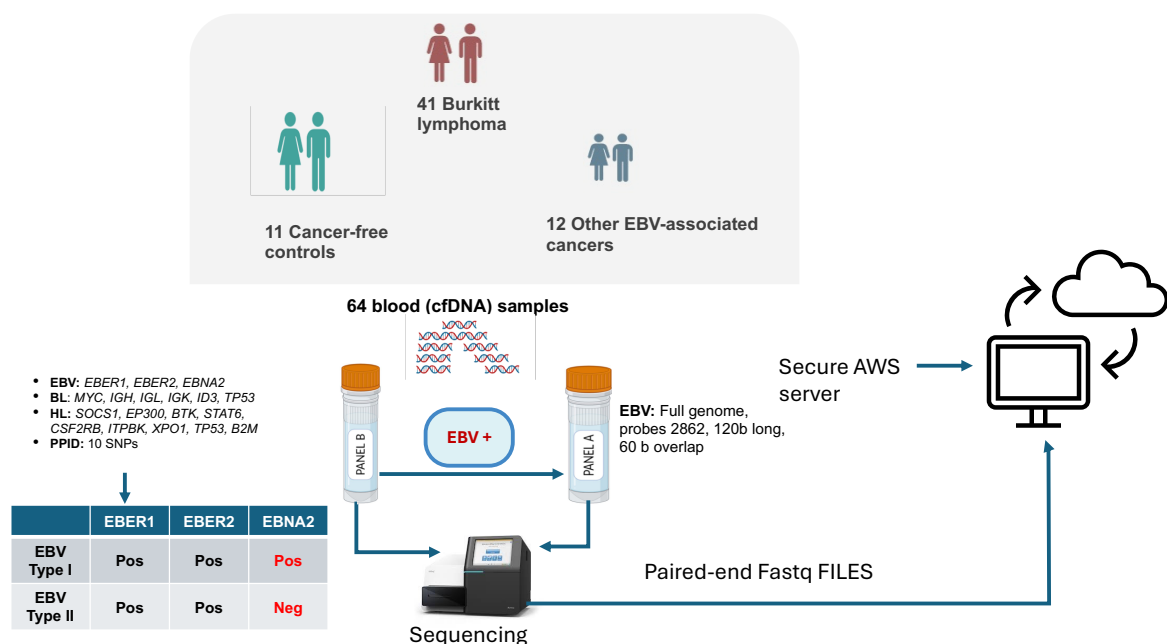 41 Burkitt
lymphoma
11 Cancer-free
controls
12 Other EBV-associated
cancers
64 blood (cfDNA) samples
• EBV: EBER1, EBER2, EBNA2
• BL: MYC, IGH, IGL, IGK, ID3, TP53
• HL: SOCS1, EP300, BTK, STAT6,
CSF2RB, ITPBK, XPO1, TP53, B2M
• PPID: 10 SNPs
PANEL B
EBV +
PANEL A
EBV: Full genome,
probes 2862, 120b long,
60 b overlap
Secure AWS
server
EBER1 EBER2 EBNA2
EBV
Type I Pos Pos Pos
EBV
Type II Pos Pos Neg
Paired-end Fastq FILES
Sequencing